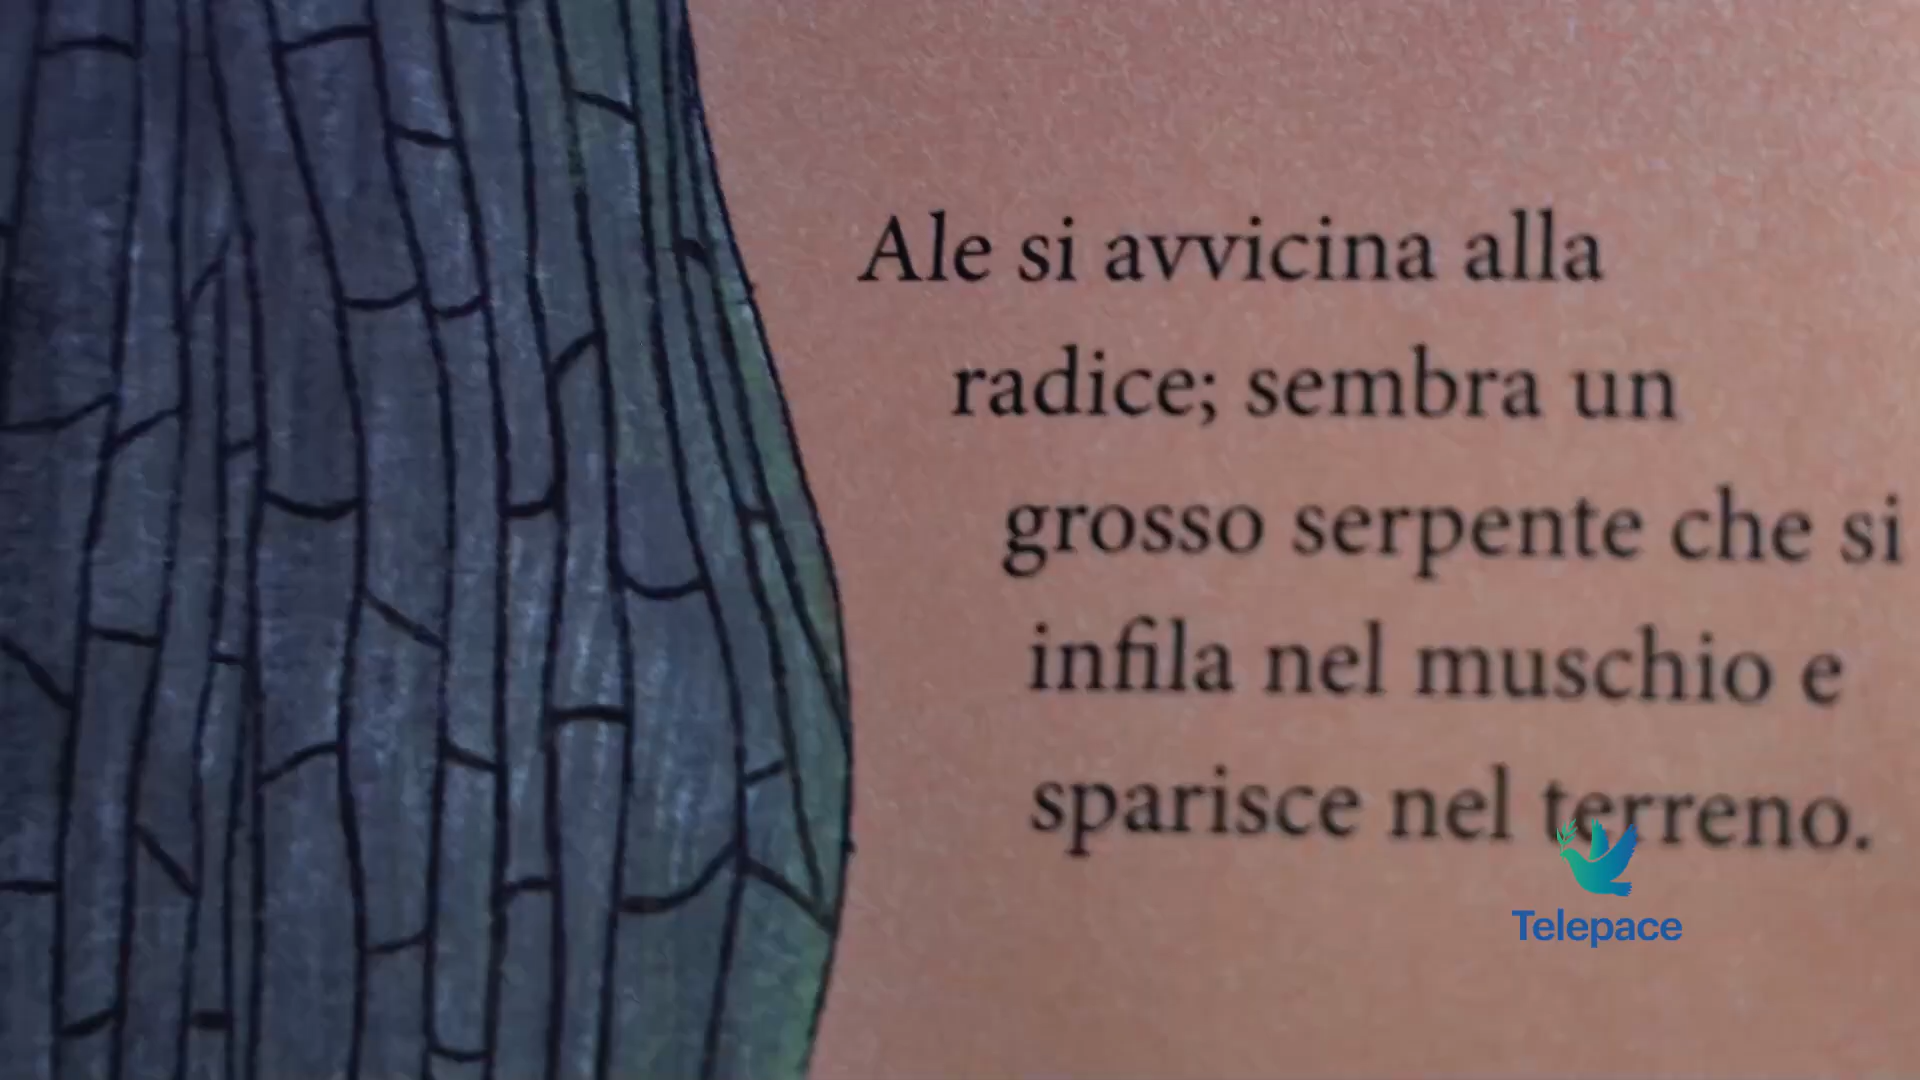 Ale si avvicina alla
radice; sembra un
grosso serpente che si
infila nel muschio e
sparisce nel terreno.
Telepace